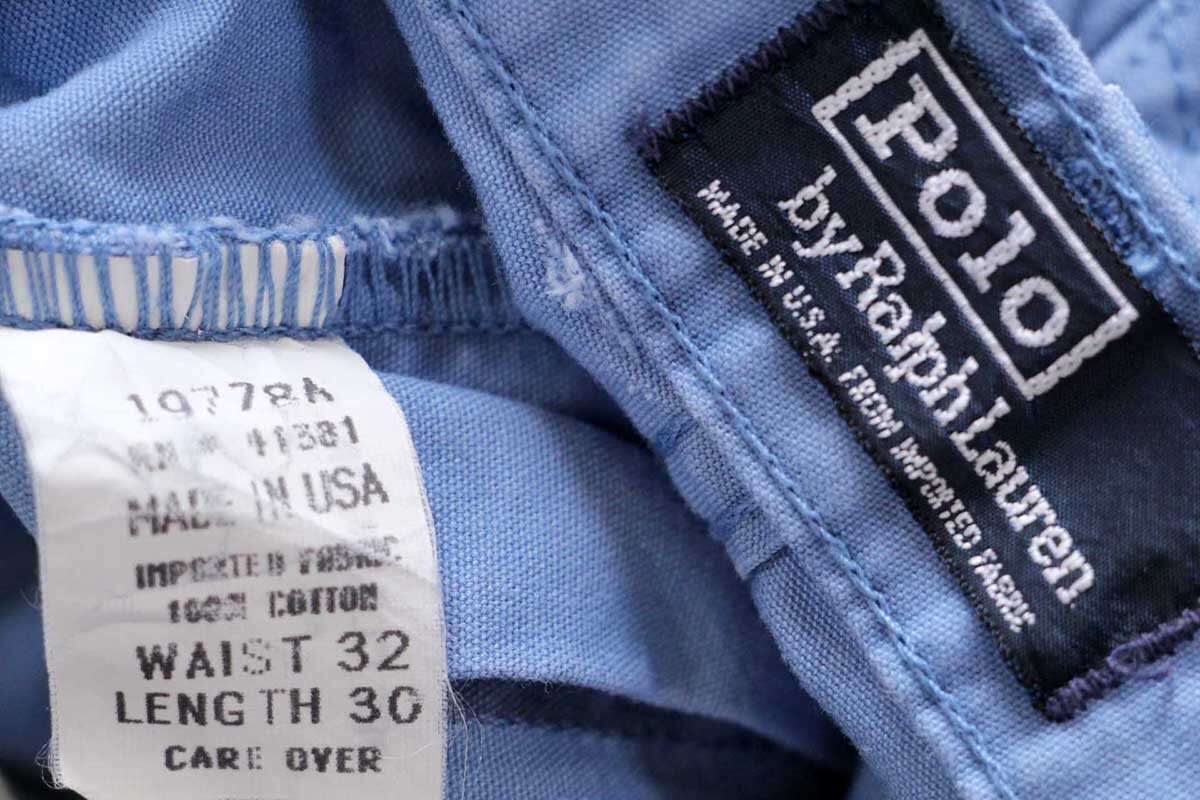 19778A
RN # 41381
MADE IN USA
IMPORTED FABRIC
100% COTTON
WAIST 32
LENGTH 30
CARE OVER
Polo
by Ralph Lauren
MADE IN U.S.A. FROM IMPORTED FABRIC